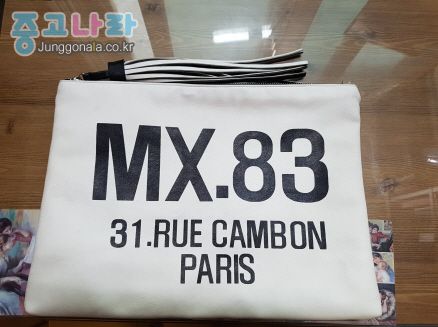 중고나라
Junggonala.co.kr
MX.83
31.RUE CAMBON
PARIS